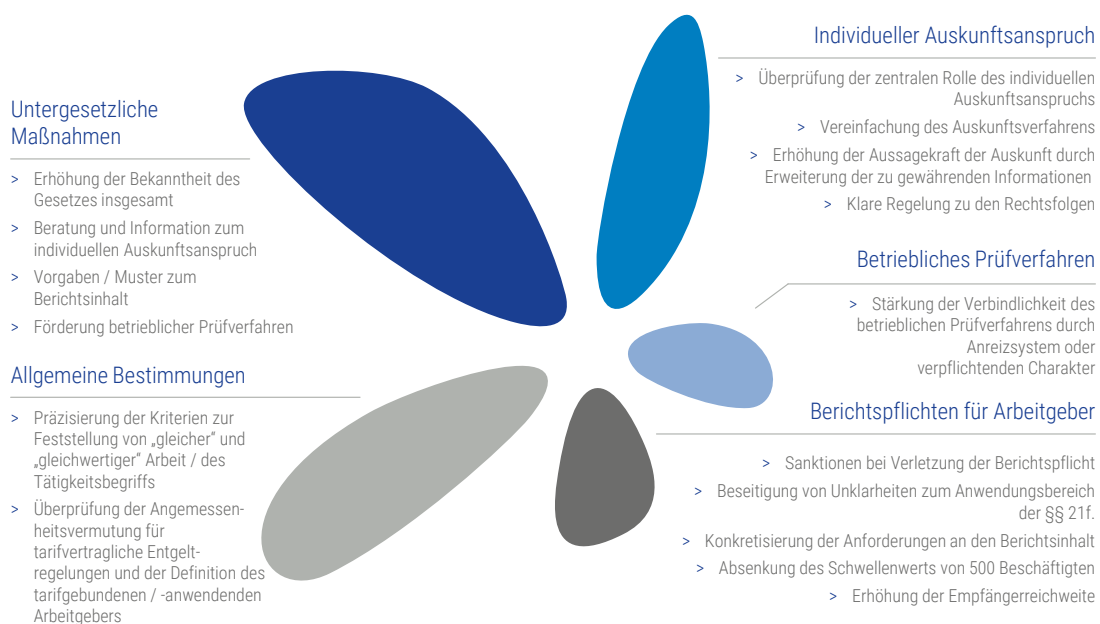 Untergesetzliche
Maßnahmen
> Erhöhung der Bekanntheit des
Gesetzes insgesamt
> Beratung und Information zum
individuellen Auskunftsanspruch
> Vorgaben / Muster zum
Berichtsinhalt
> Förderung betrieblicher Prüfverfahren
Allgemeine Bestimmungen
> Präzisierung der Kriterien zur
Feststellung von „gleicher“ und
„gleichwertiger“ Arbeit / des
Tätigkeitsbegriffs
> Überprüfung der Angemessen-
heitsvermutung für
tarifvertragliche Entgelt-
regelungen und der Definition des
tarifgebundenen / -anwendenden
Arbeitgebers
Individueller Auskunftsanspruch
> Überprüfung der zentralen Rolle des individuellen
Auskunftsanspruchs
> Vereinfachung des Auskunftsverfahrens
> Erhöhung der Aussagekraft der Auskunft durch
Erweiterung der zu gewährenden Informationen
> Klare Regelung zu den Rechtsfolgen
Betriebliches Prüfverfahren
> Stärkung der Verbindlichkeit des
betrieblichen Prüfverfahrens durch
Anreizsystem oder
verpflichtenden Charakter
Berichtspflichten für Arbeitgeber
> Sanktionen bei Verletzung der Berichtspflicht
> Beseitigung von Unklarheiten zum Anwendungsbereich
der §§ 21f.
> Konkretisierung der Anforderungen an den Berichtsinhalt
> Absenkung des Schwellenwerts von 500 Beschäftigten
> Erhöhung der Empfängerreichweite